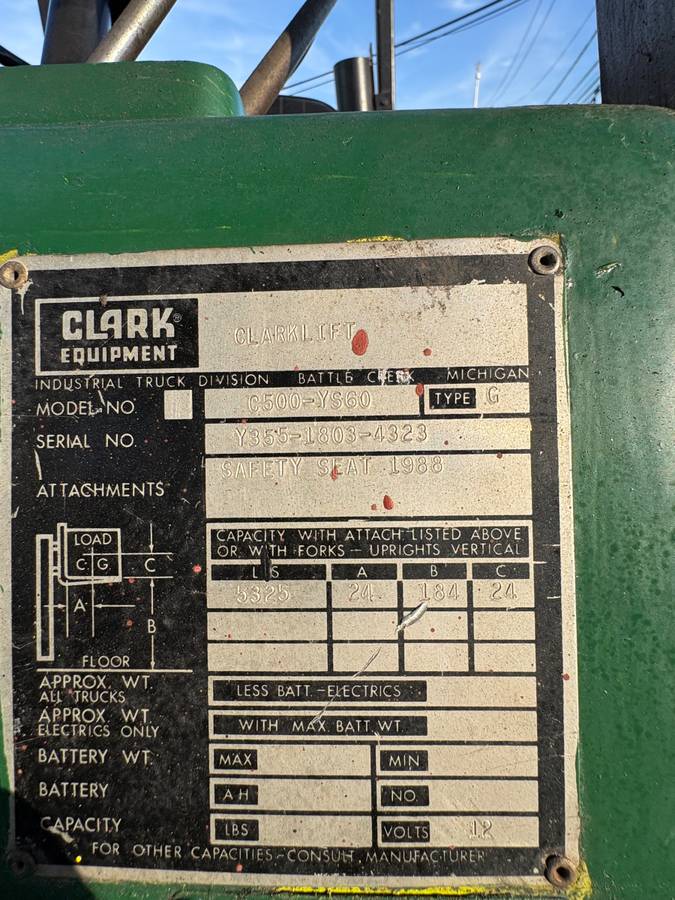 CLARK®
EQUIPMENT
CLARKLIFT
INDUSTRIAL TRUCK DIVISION BATTLE CREEK MICHIGAN
MODEL NO. C500-YS60 TYPE G
SERIAL NO. Y355-1803-4323
ATTACHMENTS SAFETY SEAT 1988
CAPACITY WITH ATTACH LISTED ABOVE
OR WITH FORKS – UPRIGHTS VERTICAL
LBS A B C
5325 24 184 24
LOAD
C G C
A
B
FLOOR
APPROX. WT.
ALL TRUCKS LESS BATT.–ELECTRICS
APPROX. WT.
ELECTRICS ONLY WITH MAX. BATT. WT.
BATTERY WT. MAX MIN
BATTERY A H NO.
CAPACITY LBS VOLTS 12
FOR OTHER CAPACITIES–CONSULT MANUFACTURER